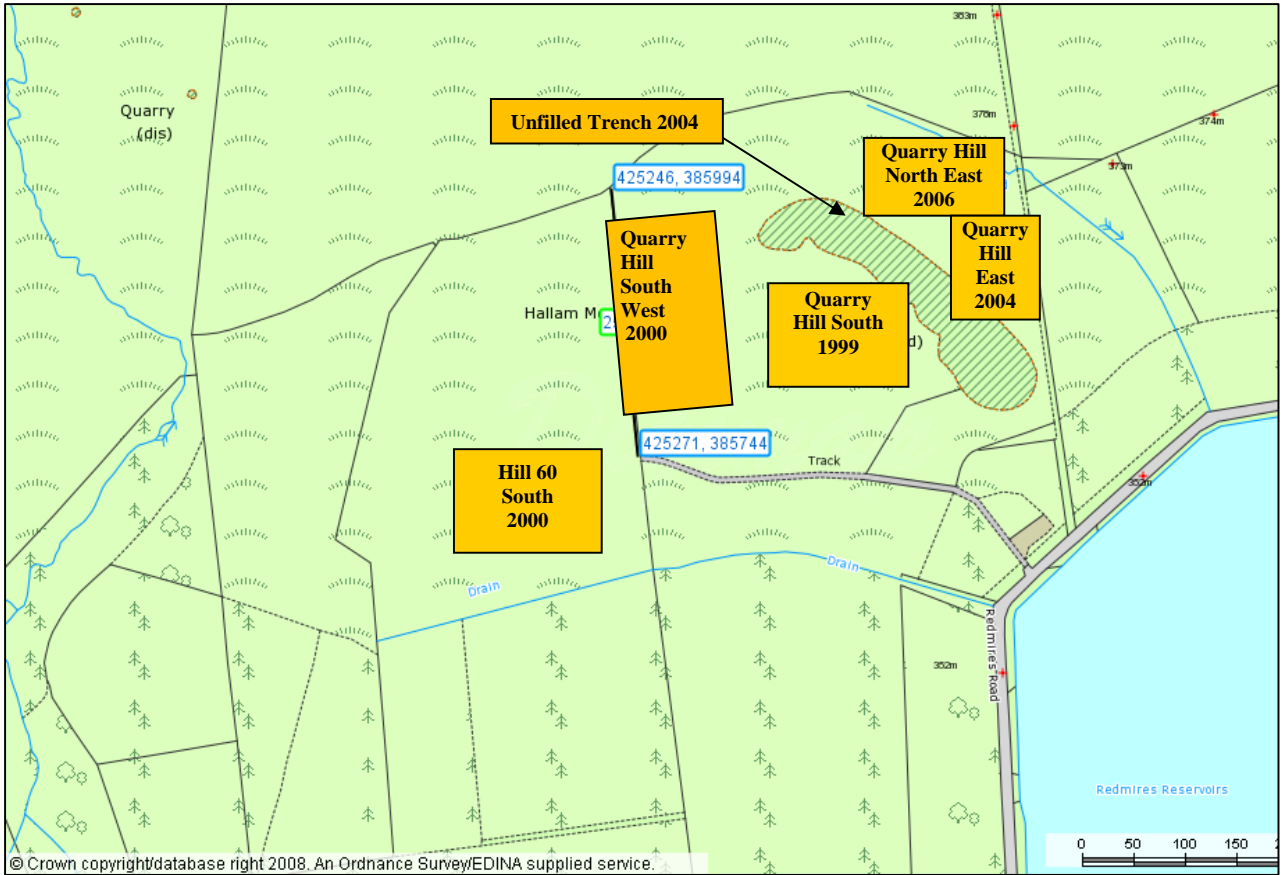 363m
Quarry
(dis)
Unfilled Trench 2004
376m
374m
373m
Quarry Hill
North East
2006
425246, 385994
Quarry
Hill
South
West
2000
Quarry
Hill
East
2004
Quarry
Hill South
1999
Hallam M
2
d)
425271, 385744
Track
Hill 60
South
2000
352m
Drain
Drain
Redmires Road
352m
Redmires Reservoirs
0 50 100 150 2
© Crown copyright/database right 2008. An Ordnance Survey/EDINA supplied service.